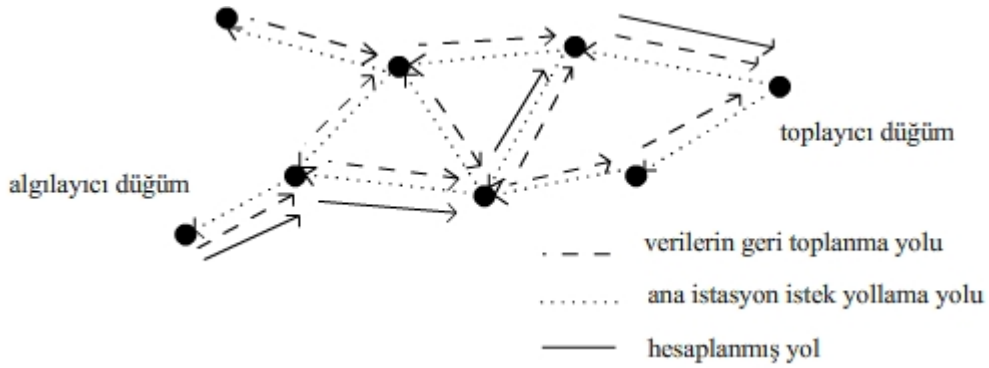 toplayıcı düğüm
algılayıcı düğüm
verilerin geri toplanma yolu
ana istasyon istek yollama yolu
hesaplanmış yol